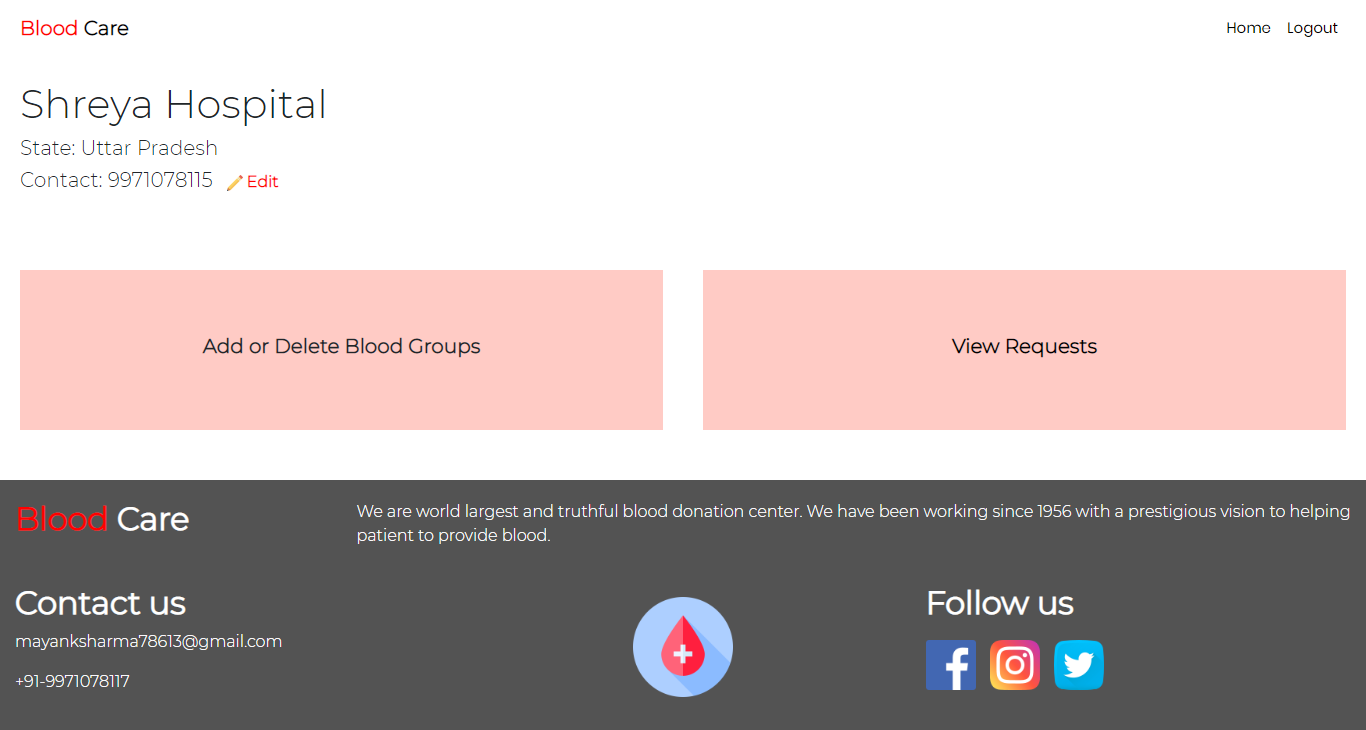 Blood Care
Home
Logout
Shreya Hospital
State: Uttar Pradesh
Contact: 9971078115
Edit
Add or Delete Blood Groups
View Requests
Blood Care
We are world largest and truthful blood donation center. We have been working since 1956 with a prestigious vision to helping
patient to provide blood.
Contact us
mayanksharma78613@gmail.com
+91-9971078117
Follow us